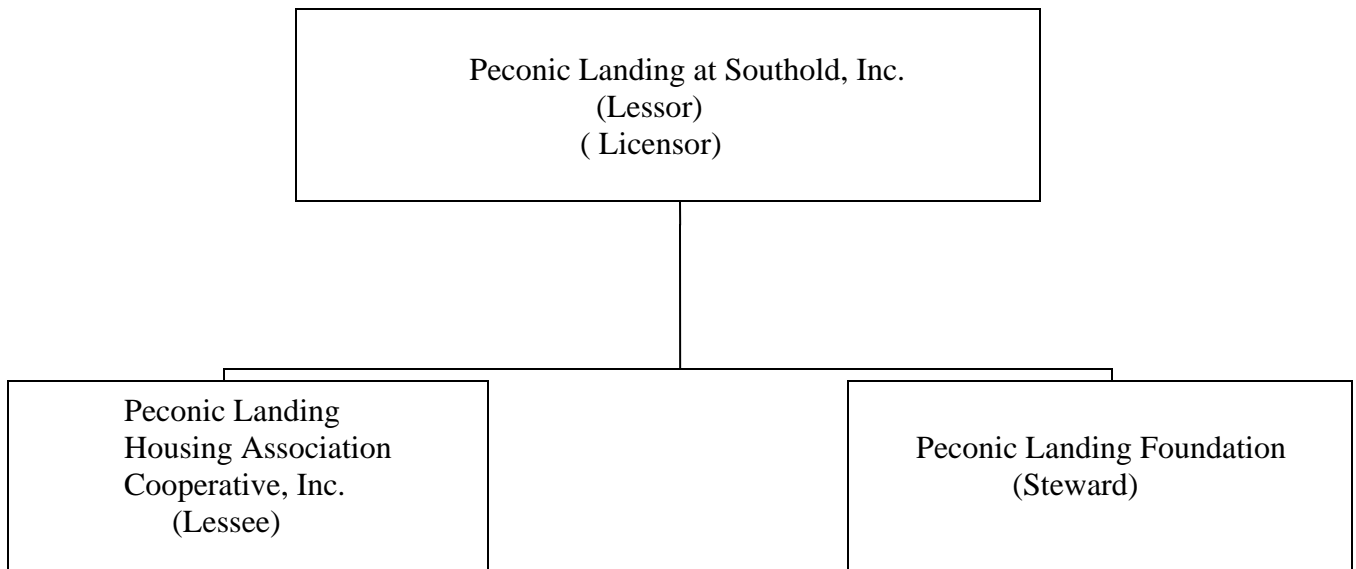 Peconic Landing at Southold, Inc.
(Lessor)
( Licensor)
Peconic Landing
Housing Association
Cooperative, Inc.
(Lessee)
Peconic Landing Foundation
(Steward)